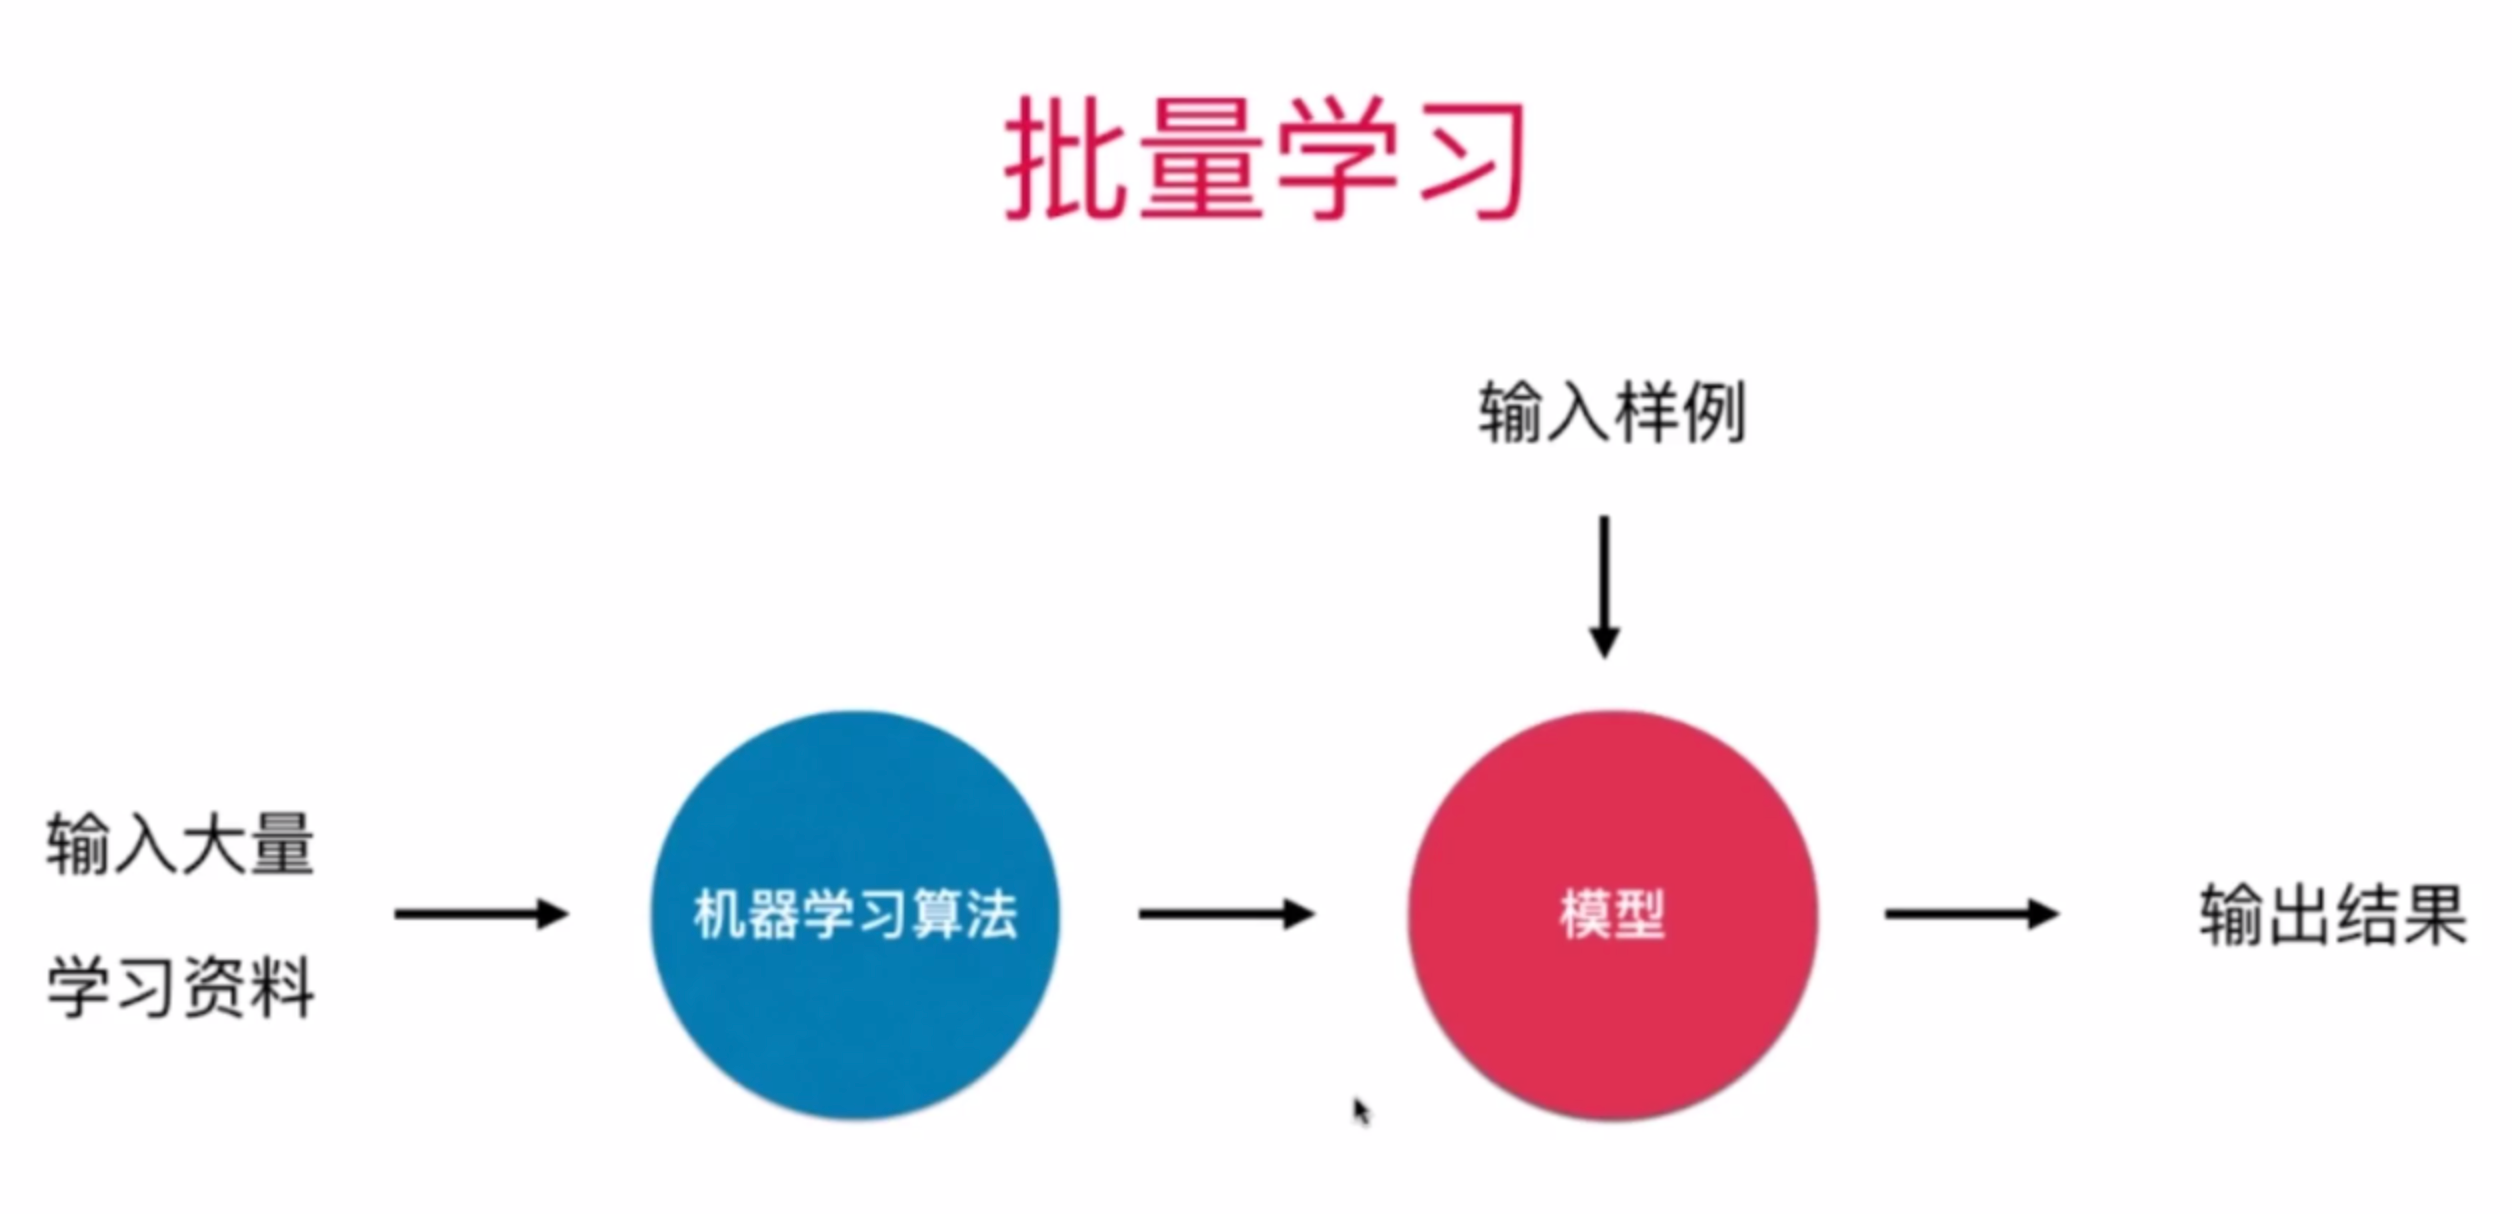 批量学习
输入样例
输入大量
学习资料
机器学习算法
模型
输出结果